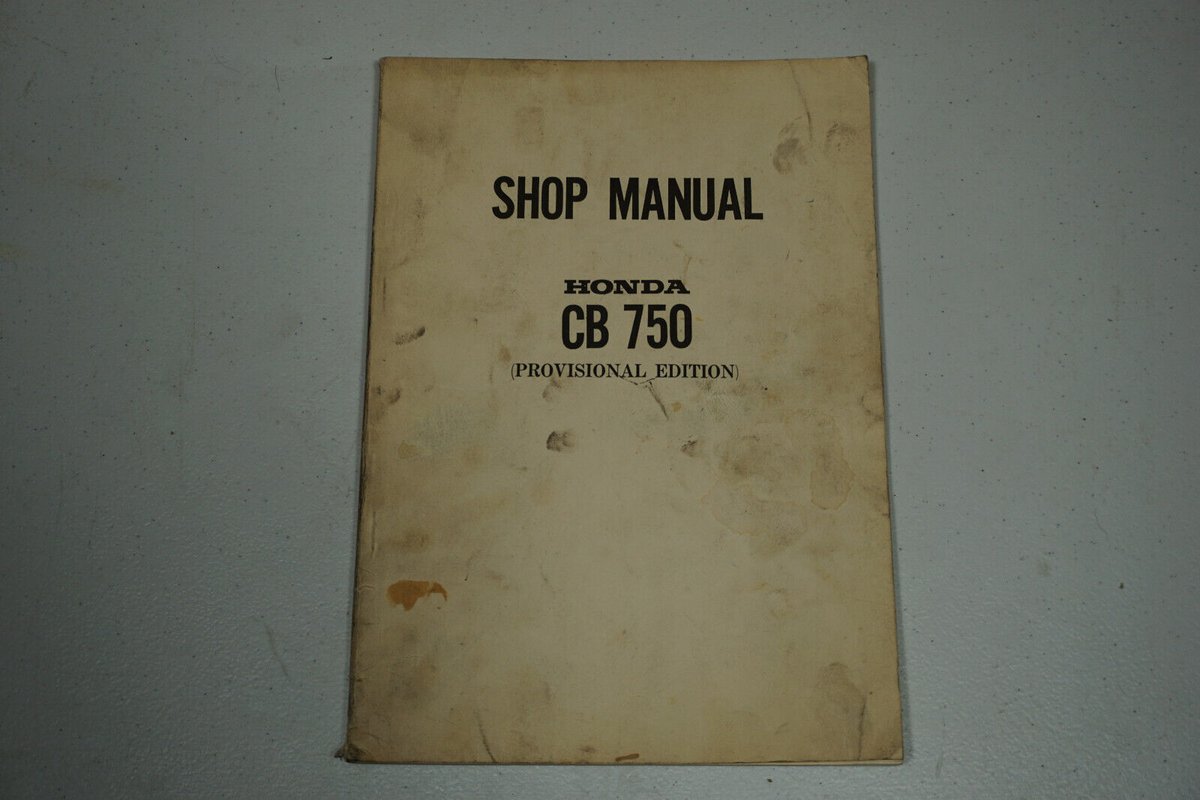 SHOP MANUAL
HONDA
CB 750
(PROVISIONAL EDITION)